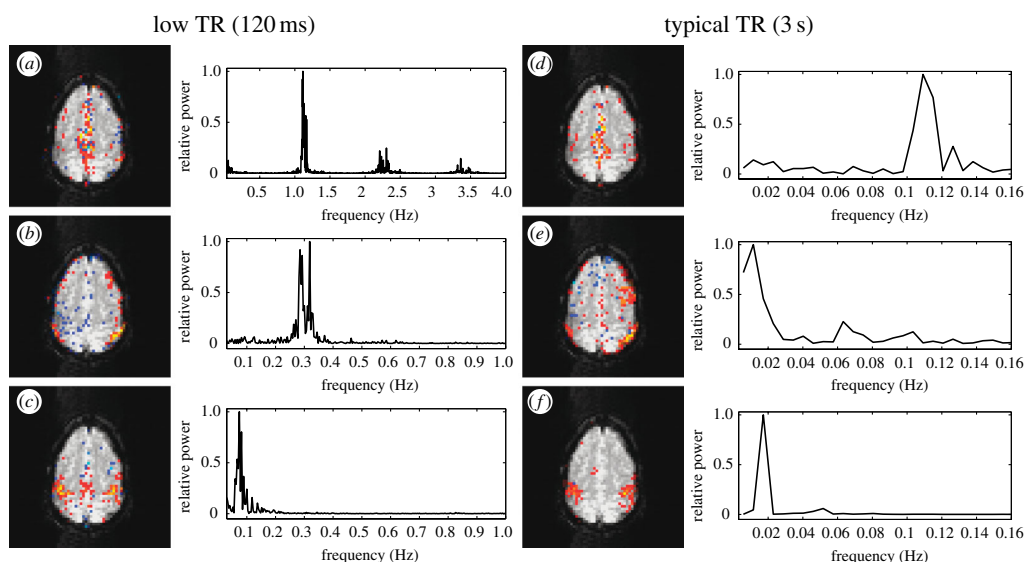 low TR (120 ms)
typical TR (3 s)
(a)
relative power
1.0
0.5
0
0.5 1.0 1.5 2.0 2.5 3.0 3.5 4.0
frequency (Hz)
(d)
relative power
1.0
0.5
0
0.02 0.04 0.06 0.08 0.1 0.12 0.14 0.16
frequency (Hz)
(b)
relative power
1.0
0.5
0
0.1 0.2 0.3 0.4 0.5 0.6 0.7 0.8 0.9 1.0
frequency (Hz)
(e)
relative power
1.0
0.5
0
0.02 0.04 0.06 0.08 0.1 0.12 0.14 0.16
frequency (Hz)
(c)
relative power
1.0
0.5
0
0.1 0.2 0.3 0.4 0.5 0.6 0.7 0.8 0.9 1.0
frequency (Hz)
(f)
relative power
1.0
0.5
0
0.02 0.04 0.06 0.08 0.1 0.12 0.14 0.16
frequency (Hz)